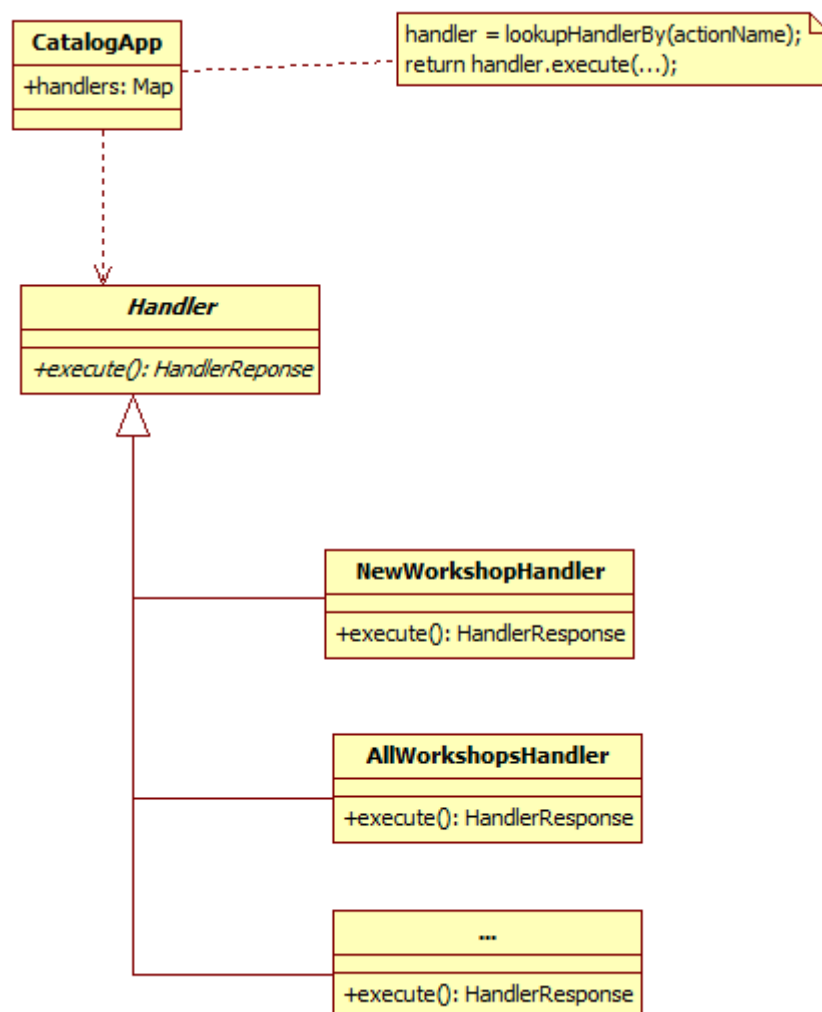 CatalogApp
+handlers: Map
handler = lookupHandlerBy(actionName);
return handler.execute(...);
Handler
+execute(): HandlerReponse
NewWorkshopHandler
+execute(): HandlerResponse
AllWorkshopsHandler
+execute(): HandlerResponse
...
+execute(): HandlerResponse